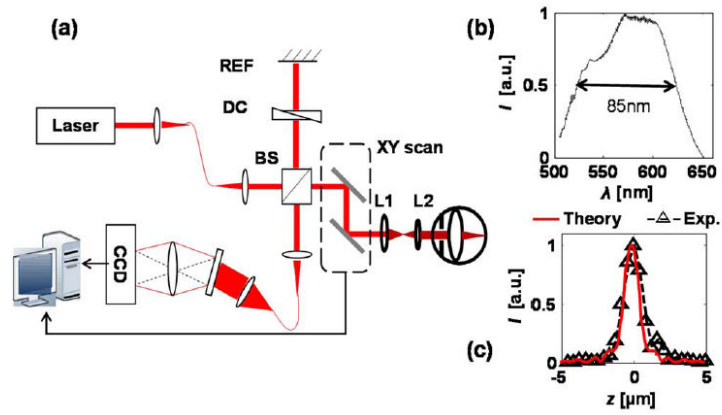 (a)
REF
DC
Laser
BS
XY scan
L1
L2
CCD
(b)
1
0.5
0
I [a.u.]
85nm
500
550
600
650
λ [nm]
Theory
Exp.
(c)
1
0.5
0
I [a.u.]
-5
0
5
z [μm]